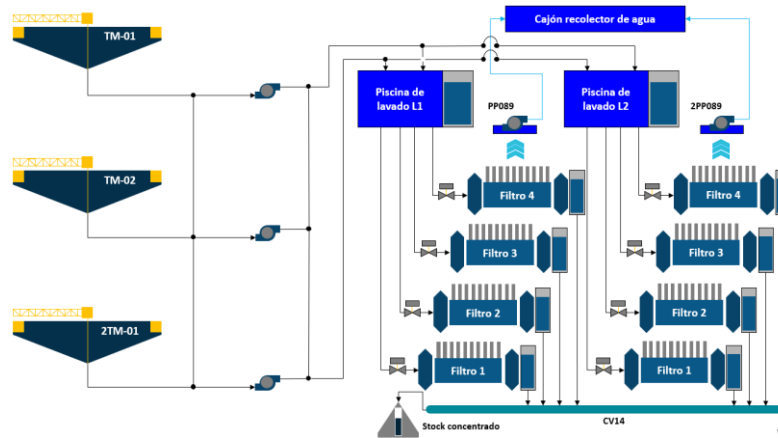 TM-01
TM-02
2TM-01
Cajón recolector de agua
Piscina de
lavado L1
PP089
Piscina de
lavado L2
2PP089
Filtro 4
Filtro 3
Filtro 2
Filtro 1
Filtro 4
Filtro 3
Filtro 2
Filtro 1
Stock concentrado
CV14